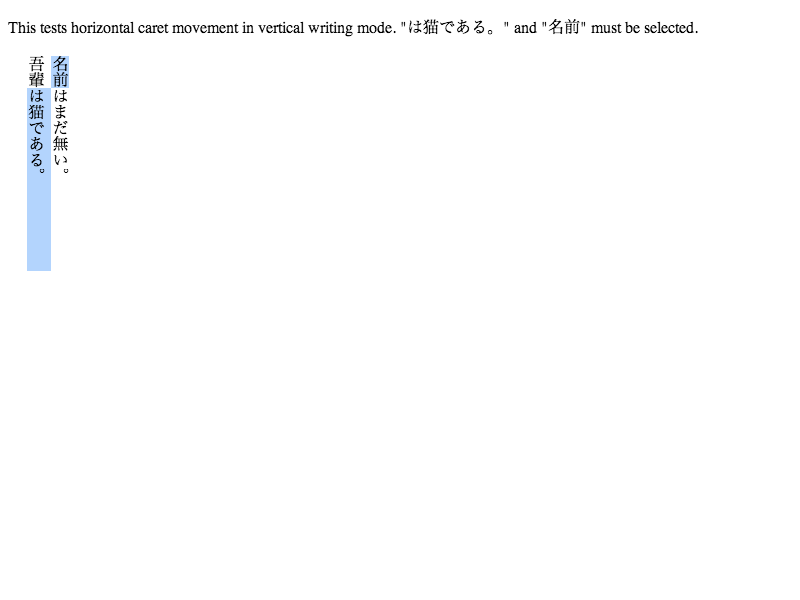 This tests horizontal caret movement in vertical writing mode. "は猫である。" and "名前" must be selected.
吾輩は猫である。
名前はまだ無い。